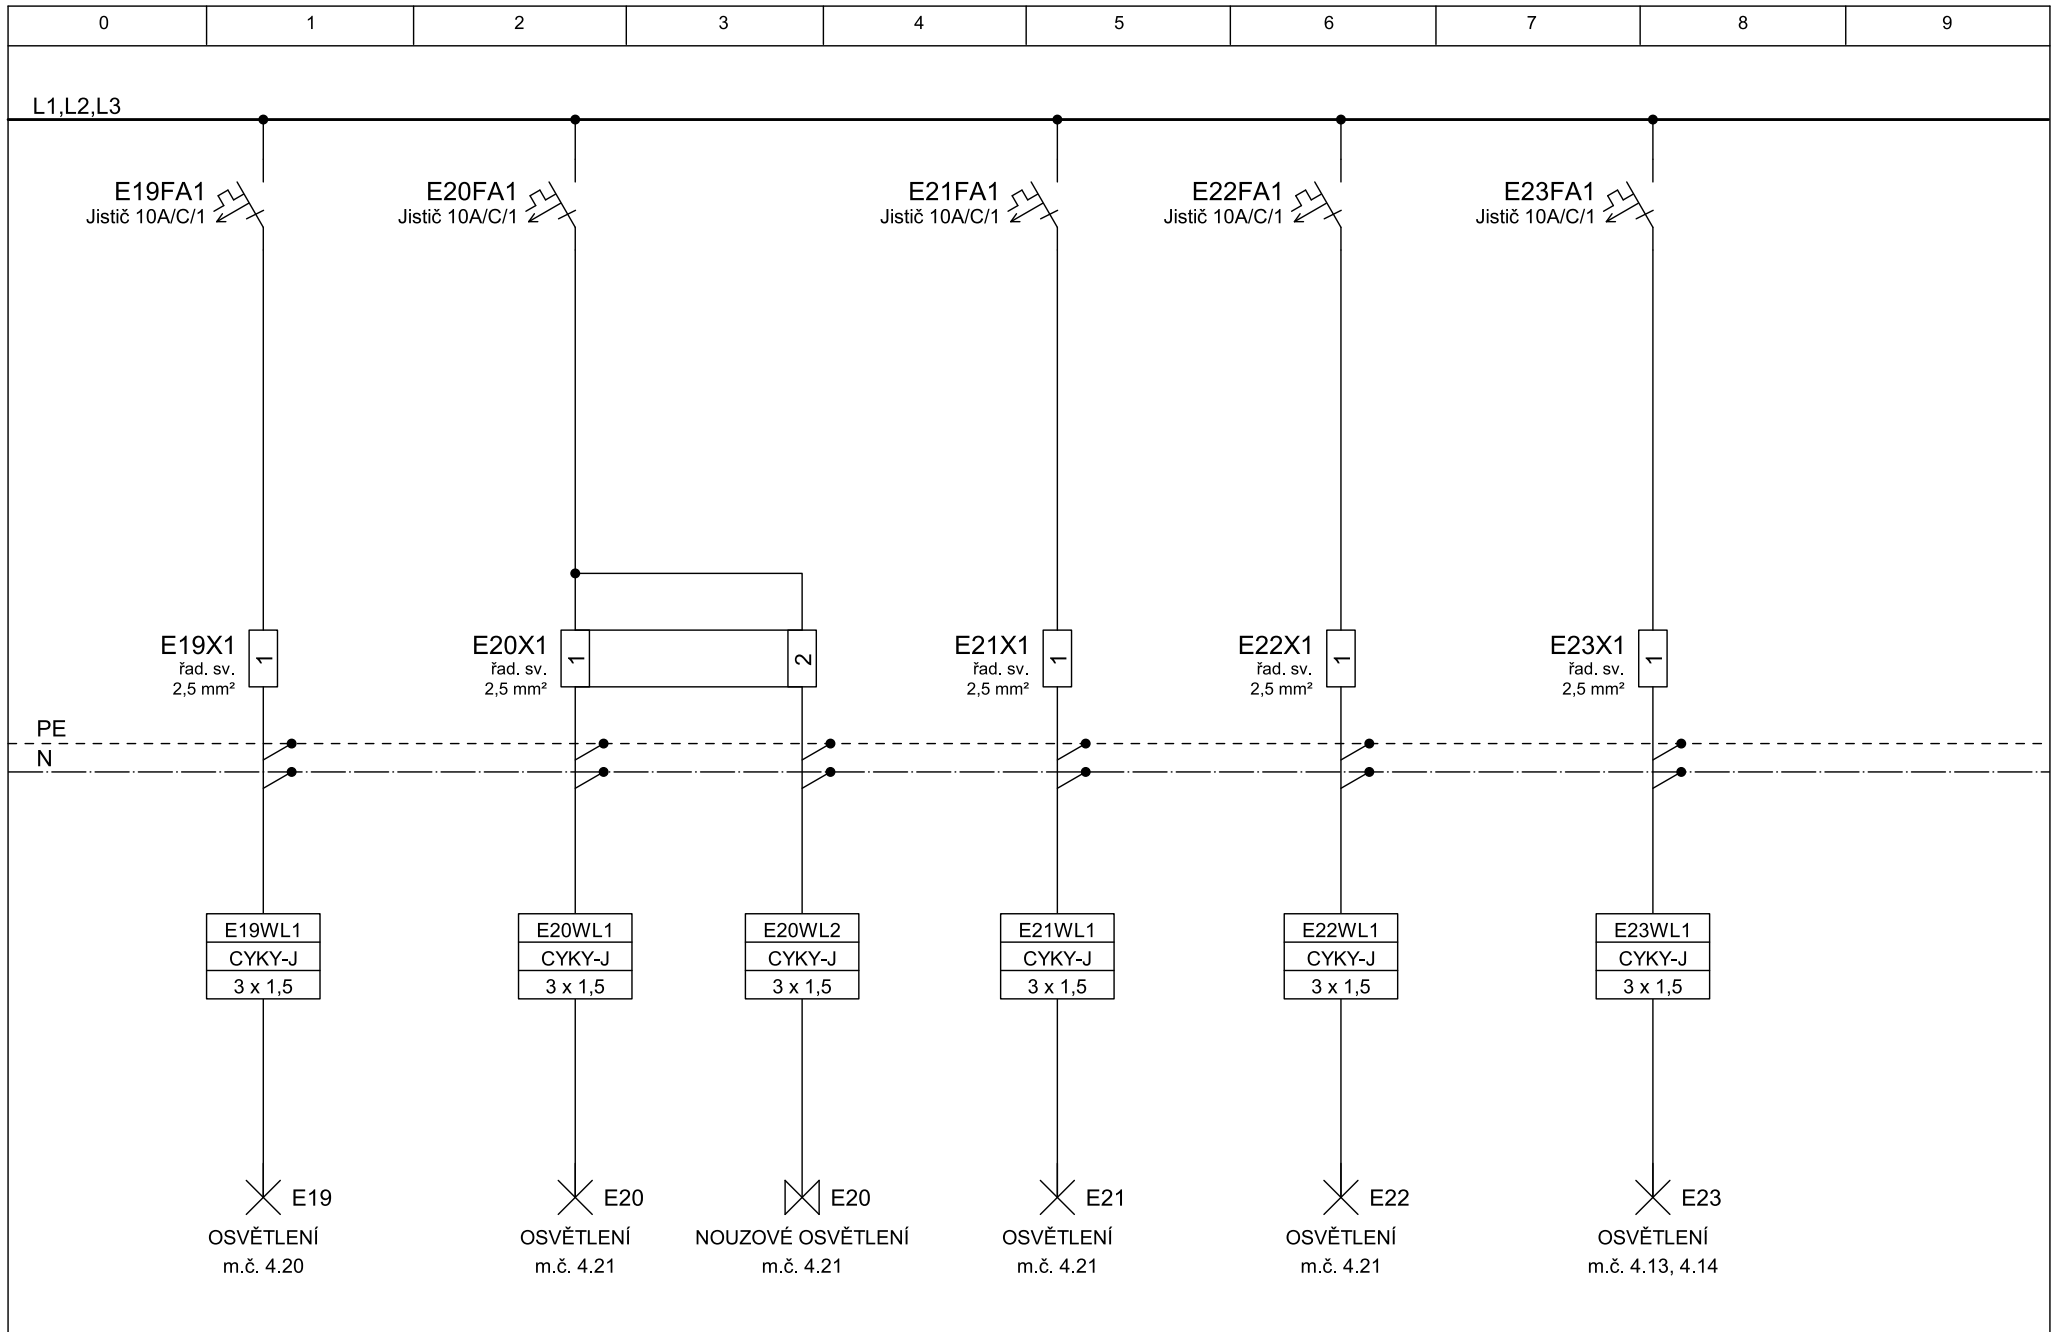 0 1 2 3 4 5 6 7 8 9
L1,L2,L3
E19FA1 E20FA1 E21FA1 E22FA1 E23FA1
Jistič 10A/C/1 Jistič 10A/C/1 Jistič 10A/C/1 Jistič 10A/C/1 Jistič 10A/C/1
E19X1 1 E20X1 1 2 E21X1 1 E22X1 1 E23X1 1
řad. sv. řad. sv. řad. sv. řad. sv. řad. sv.
2,5 mm² 2,5 mm² 2,5 mm² 2,5 mm² 2,5 mm²
PE
N
E19WL1 E20WL1 E20WL2 E21WL1 E22WL1 E23WL1
CYKY-J CYKY-J CYKY-J CYKY-J CYKY-J CYKY-J
3 x 1,5 3 x 1,5 3 x 1,5 3 x 1,5 3 x 1,5 3 x 1,5
E19 E20 E20 E21 E22 E23
OSVĚTLENÍ OSVĚTLENÍ NOUZOVÉ OSVĚTLENÍ OSVĚTLENÍ OSVĚTLENÍ OSVĚTLENÍ
m.č. 4.20 m.č. 4.21 m.č. 4.21 m.č. 4.21 m.č. 4.21 m.č. 4.13, 4.14